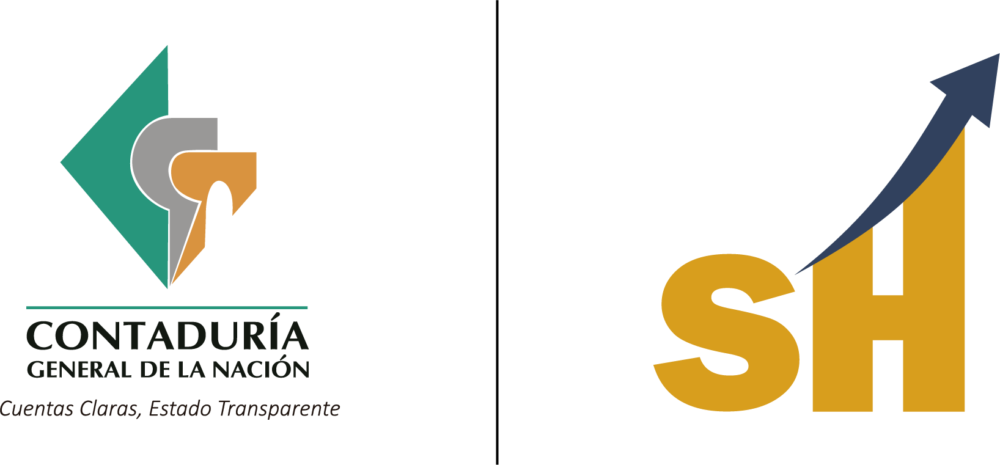 CONTADURÍA
GENERAL DE LA NACIÓN
Cuentas Claras, Estado Transparente
SH